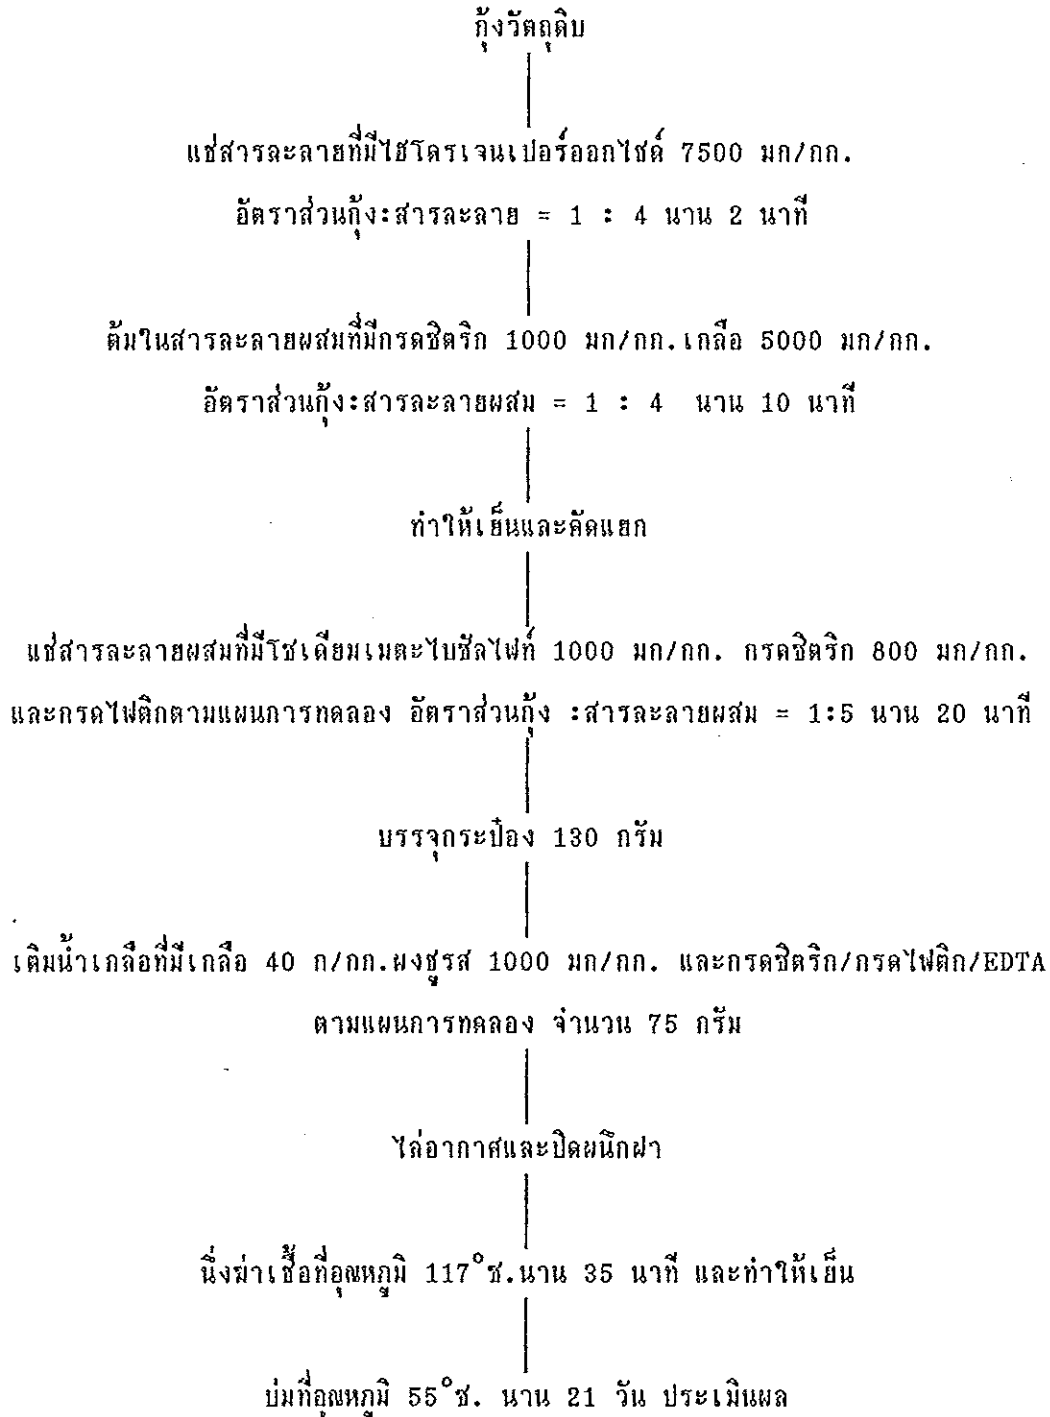 กุ้งวัตถุดิบ
แช่สารละลายที่มีไฮโดรเจนเปอร์ออกไซด์ 7500 มก/กก.
อัตราส่วนกุ้ง:สารละลาย = 1 : 4 นาน 2 นาที
ต้มในสารละลายผสมที่มีกรดซิตริก 1000 มก/กก.เกลือ 5000 มก/กก.
อัตราส่วนกุ้ง:สารละลายผสม = 1 : 4 นาน 10 นาที
ทำให้เย็นและคัดแยก
แช่สารละลายผสมที่มีโซเดียมเมตะไบซัลไฟท์ 1000 มก/กก. กรดซิตริก 800 มก/กก.
และกรดไฟติกตามแผนการทดลอง อัตราส่วนกุ้ง :สารละลายผสม = 1:5 นาน 20 นาที
บรรจุกระป๋อง 130 กรัม
เติมน้ำเกลือที่มีเกลือ 40 ก/กก.ผงชูรส 1000 มก/กก. และกรดซิตริก/กรดไฟติก/EDTA
ตามแผนการทดลอง จำนวน 75 กรัม
ไล่อากาศและปิดผนึกฝา
นึ่งฆ่าเชื้อที่อุณหภูมิ 117°ซ.นาน 35 นาที และทำให้เย็น
บ่มที่อุณหภูมิ 55°ซ. นาน 21 วัน ประเมินผล